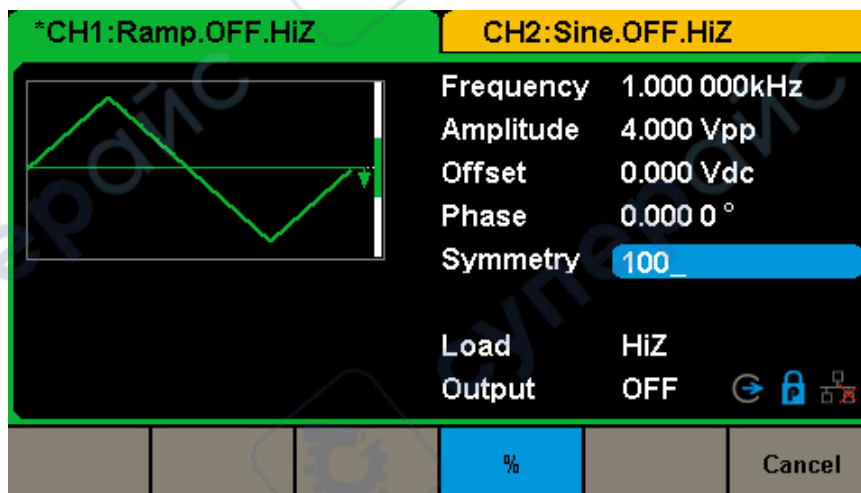 *CH1:Ramp.OFF.HiZ CH2:Sine.OFF.HiZ
Frequency 1.000 000kHz
Amplitude 4.000 Vpp
Offset 0.000 Vdc
Phase 0.000 0 °
Symmetry 100_
Load HiZ
Output OFF P
% Cancel
суперайс